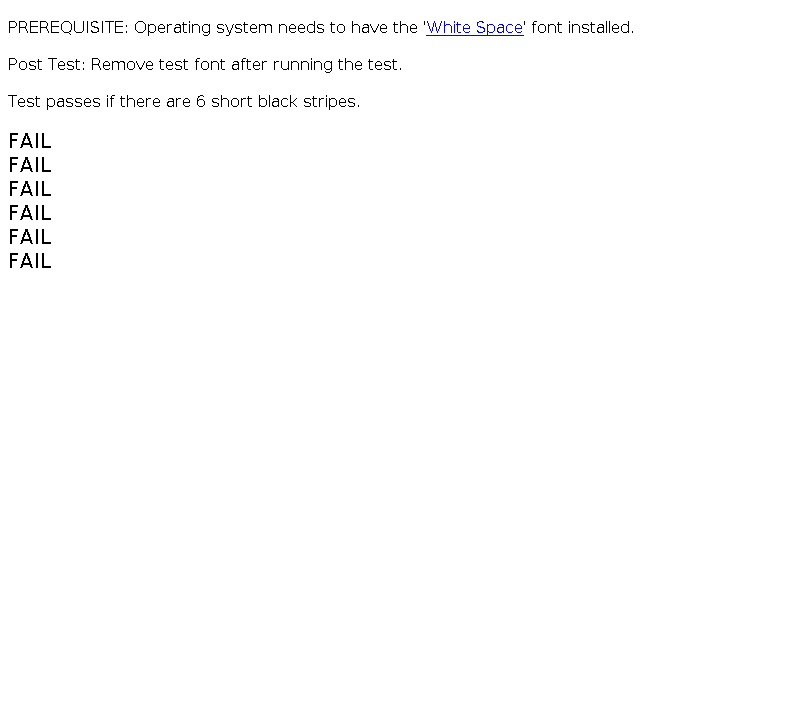 PREREQUISITE: Operating system needs to have the 'White Space' font installed.
Post Test: Remove test font after running the test.
Test passes if there are 6 short black stripes.
FAIL
FAIL
FAIL
FAIL
FAIL
FAIL